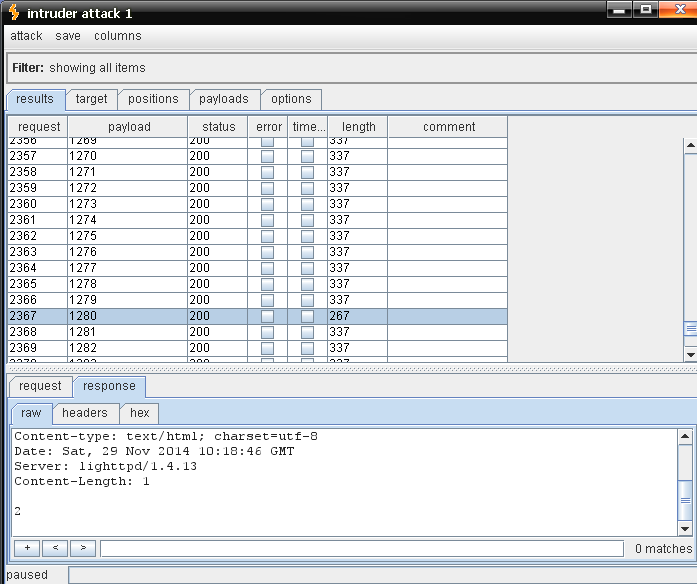 intruder attack 1
attack save columns
Filter: showing all items
results target positions payloads options
request payload status error time... length comment
2356 1269 200 337
2357 1270 200 337
2358 1271 200 337
2359 1272 200 337
2360 1273 200 337
2361 1274 200 337
2362 1275 200 337
2363 1276 200 337
2364 1277 200 337
2365 1278 200 337
2366 1279 200 337
2367 1280 200 267
2368 1281 200 337
2369 1282 200 337
request response
raw headers hex
Content-type: text/html; charset=utf-8
Date: Sat, 29 Nov 2014 10:18:46 GMT
Server: lighttpd/1.4.13
Content-Length: 1
2
+ < > 0 matches
paused